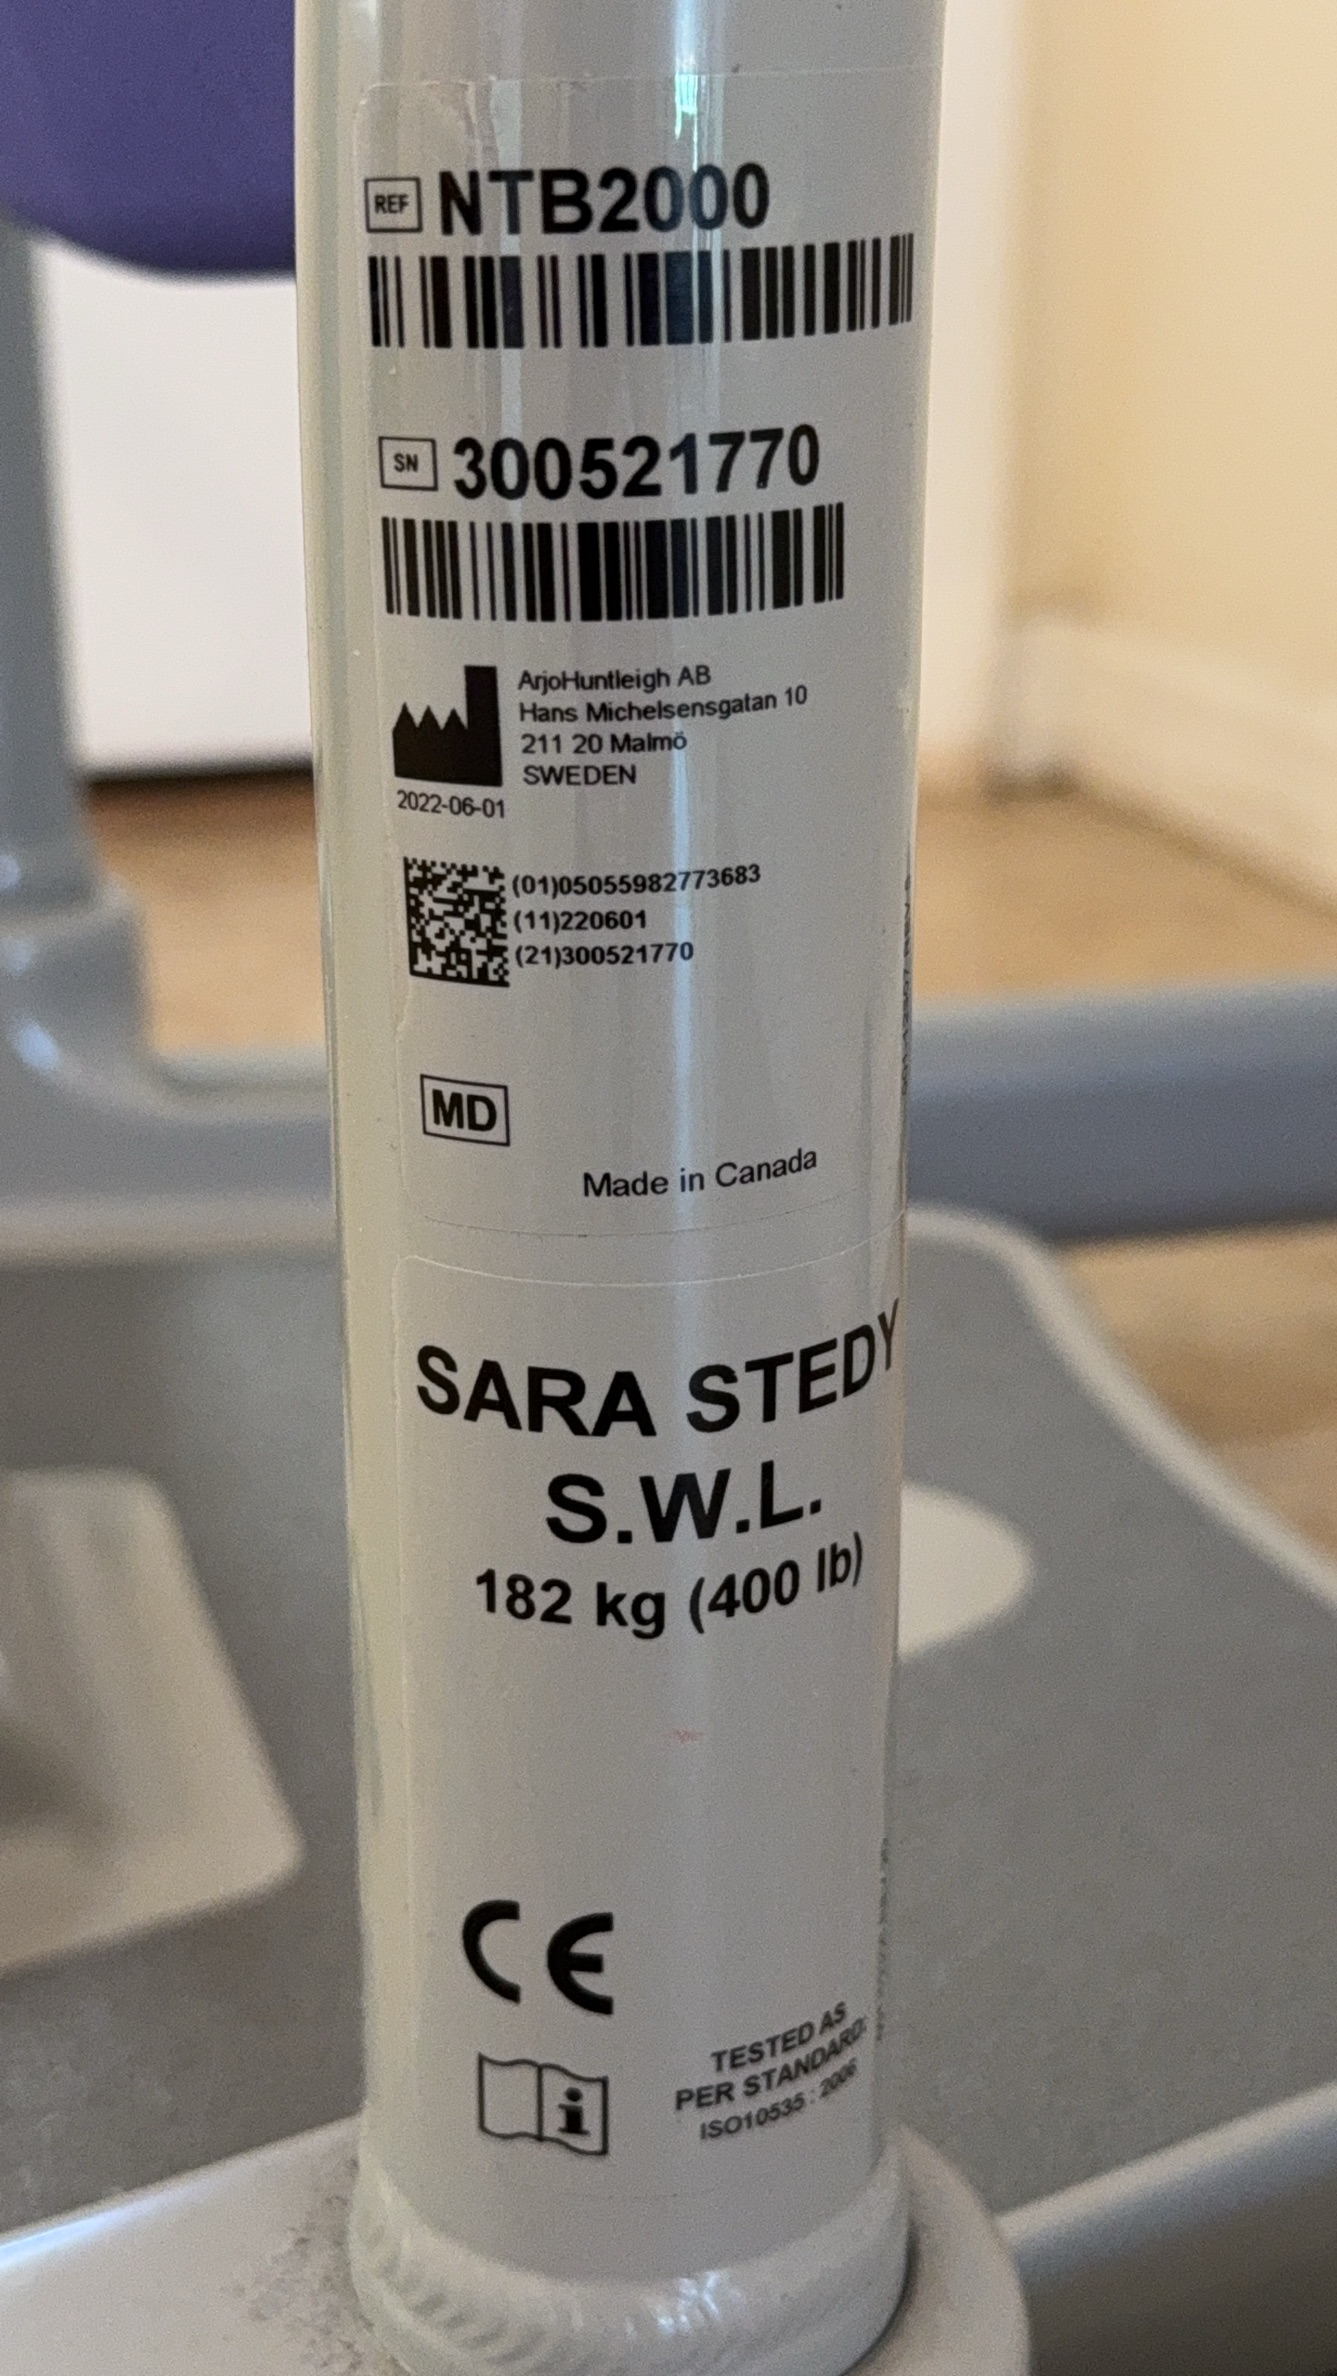 REF NTB2000
SN 300521770
ArjoHuntleigh AB
Hans Michelsensgatan 10
211 20 Malmö
SWEDEN
2022-06-01
(01)05055982773683
(11)220601
(21)300521770
MD
Made in Canada
SARA STEDY
S.W.L.
182 kg (400 lb)
CE
TESTED AS
PER STANDARD:
ISO10535 : 2006